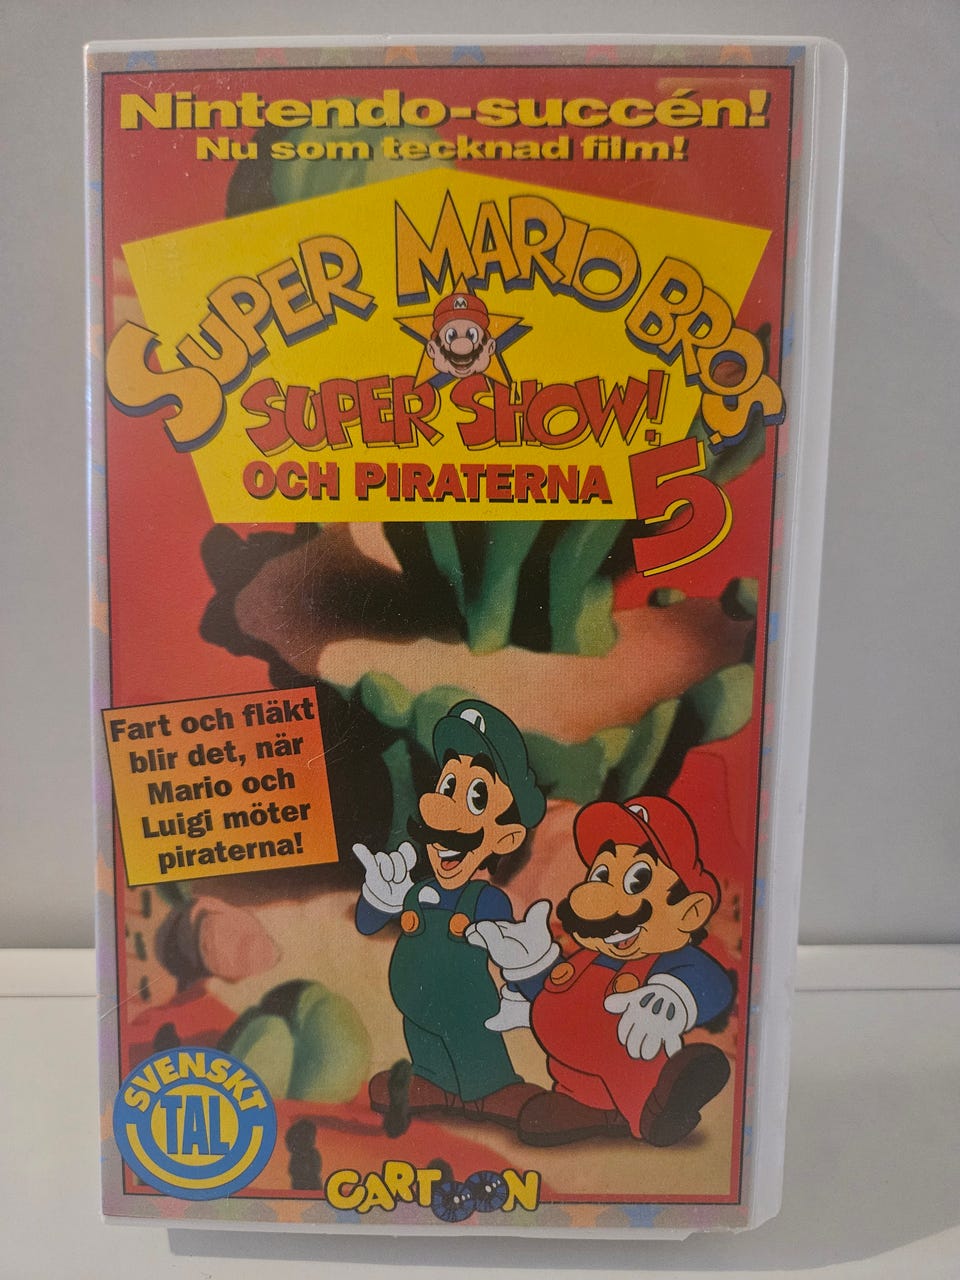 Nintendo-succén!
Nu som tecknad film!
SUPER MARIO BROS.
M
SUPER SHOW!
OCH PIRATERNA 5
Fart och fläkt
blir det, när
Mario och
Luigi möter
piraterna!
SVENSKT
TAL
CARTOON